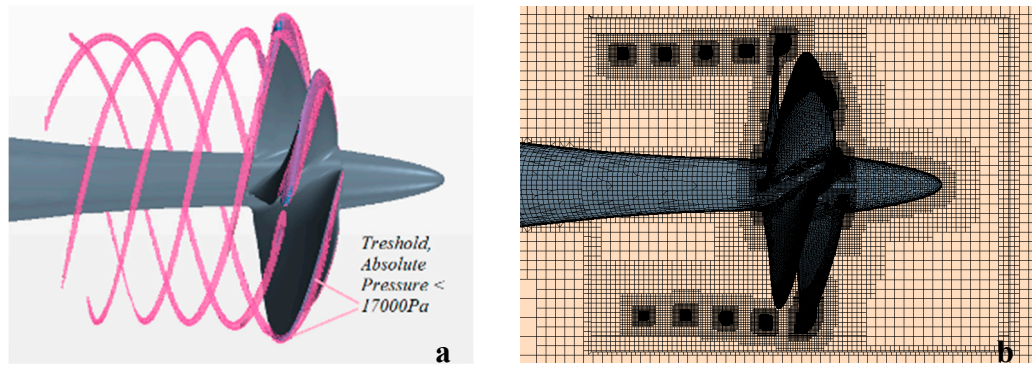 Treshold,
Absolute
Pressure <
17000Pa
a
b